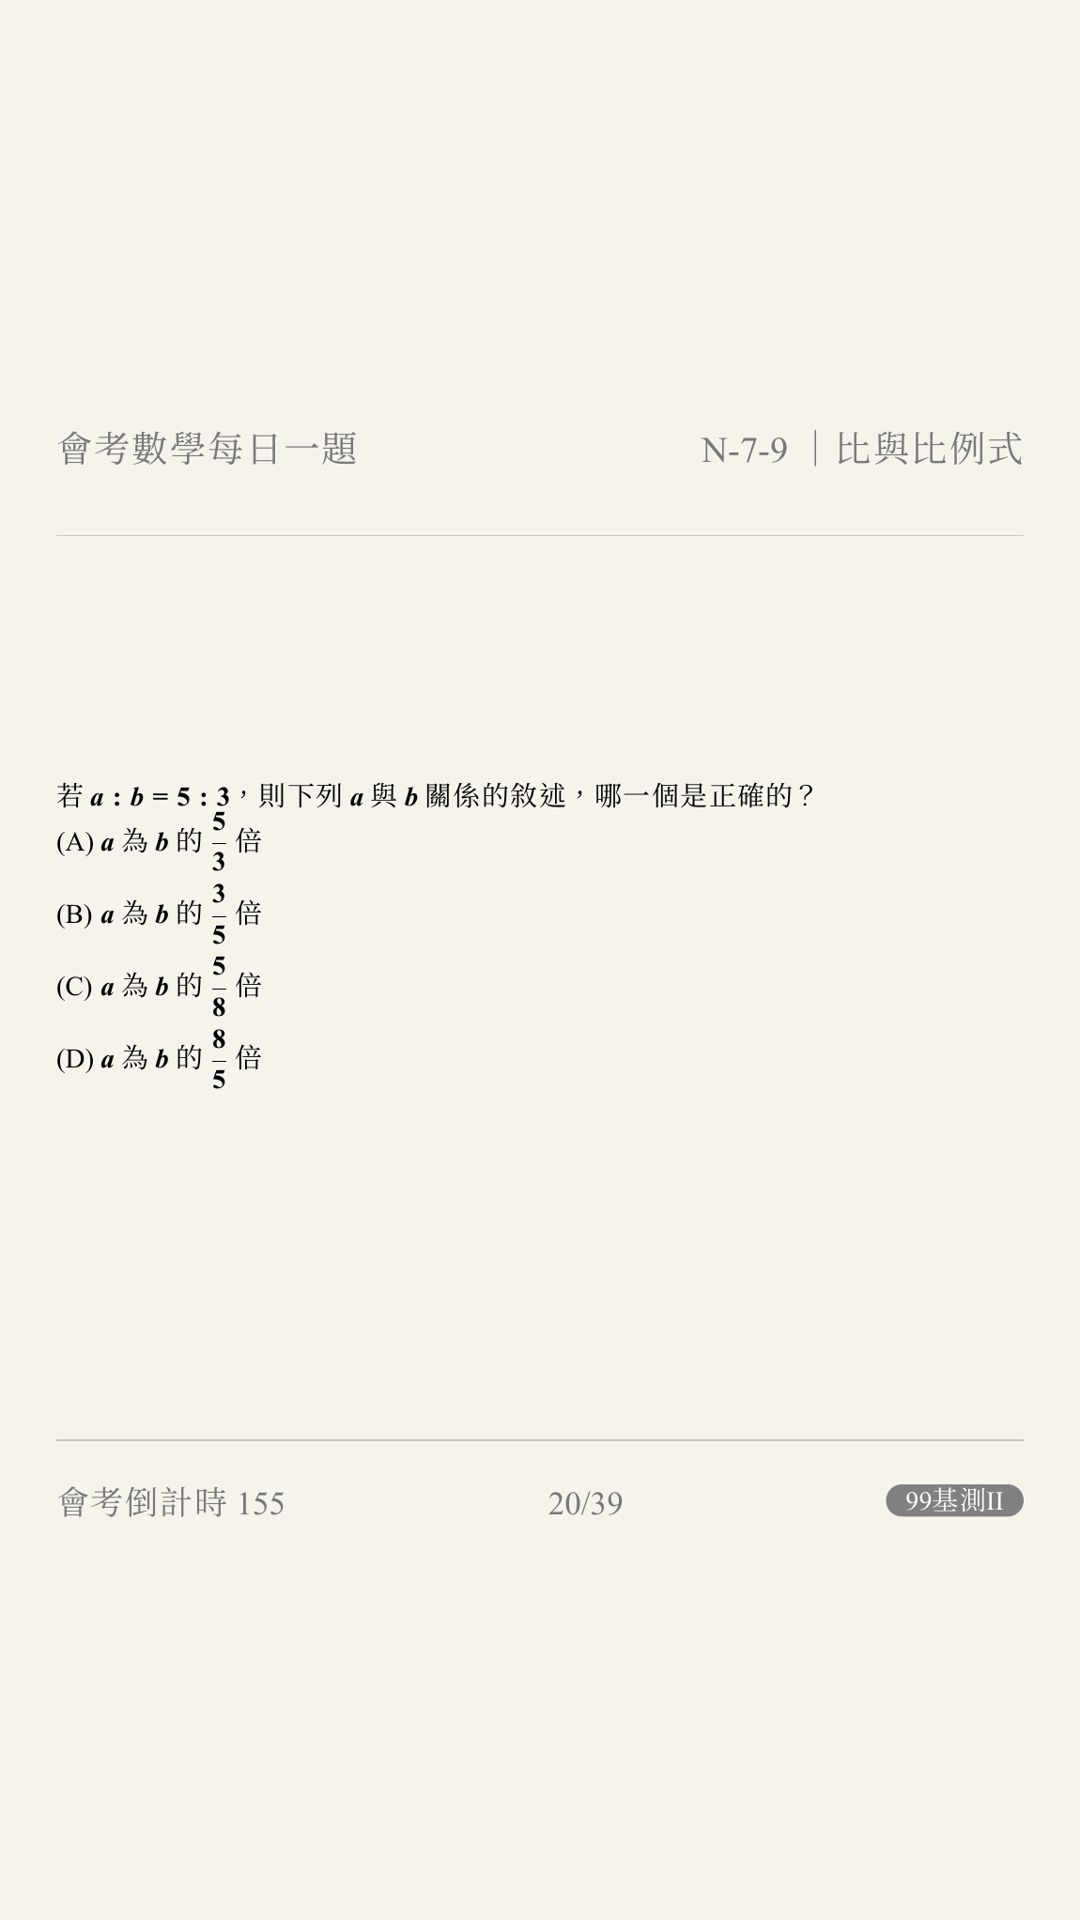 會考數學每日一題
N-7-9｜比與比例式
若 a : b = 5 : 3，則下列 a 與 b 關係的敘述，哪一個是正確的？
(A) a 為 b 的 5/3 倍
(B) a 為 b 的 3/5 倍
(C) a 為 b 的 5/8 倍
(D) a 為 b 的 8/5 倍
會考倒計時 155
20/39
99基測II